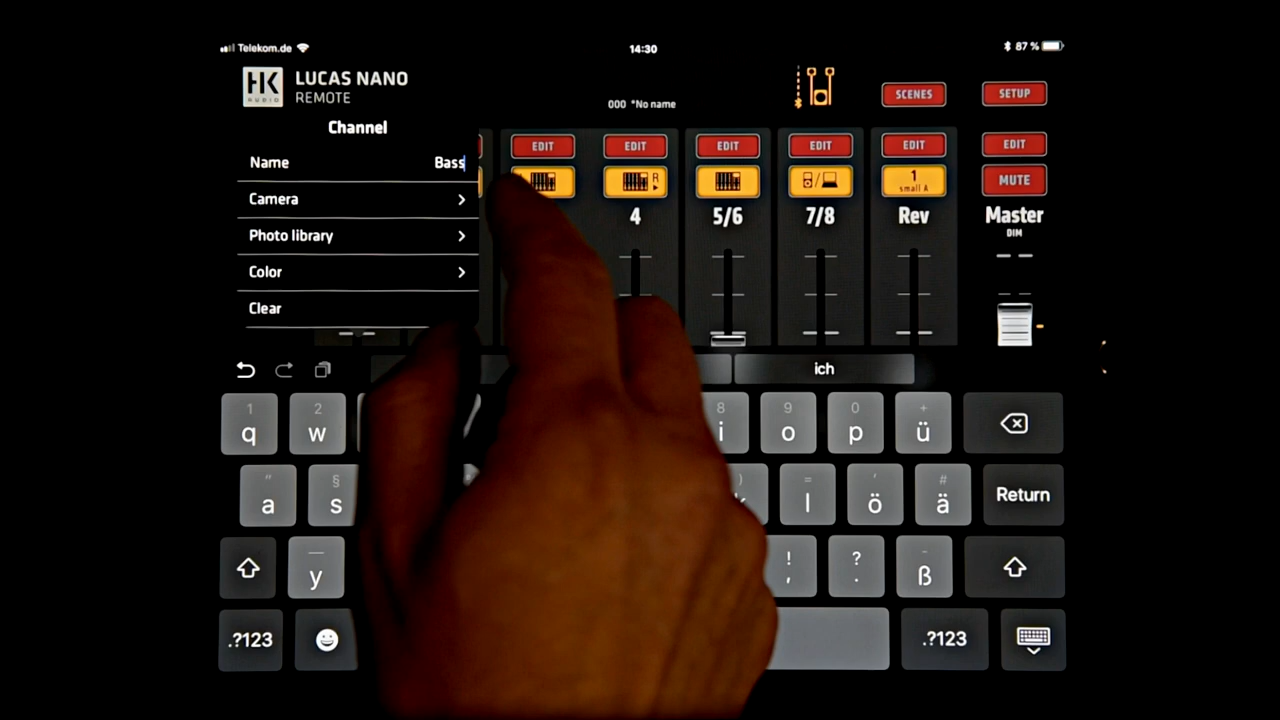 Telekom.de
14:30
87 %
HK
AUDIO
LUCAS NANO
REMOTE
000 *No name
SCENES
SETUP
Channel
Name Bass
Camera
Photo library
Color
Clear
EDIT
EDIT
EDIT
EDIT
EDIT
EDIT
R
1
small A
MUTE
4
5/6
7/8
Rev
Master
DIM
ich
1
2
8
9
0
+
q
w
i
o
p
ü
"
§
)
=
´
#
a
s
k
l
ö
ä
Return
y
!
,
?
.
-
ß
.?123
.?123